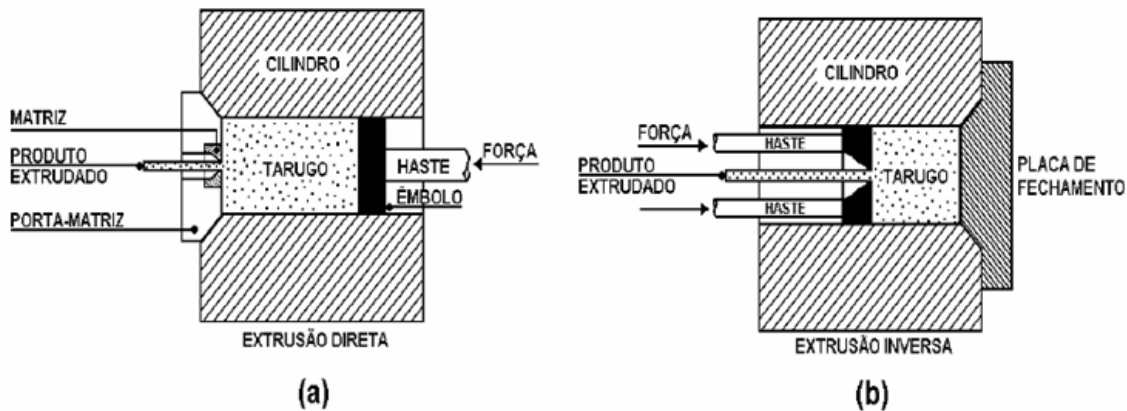 CILINDRO
MATRIZ
PRODUTO
EXTRUDADO
TARUGO
HASTE
FORÇA
ÊMBOLO
PORTA-MATRIZ
EXTRUSÃO DIRETA
(a)
CILINDRO
FORÇA
HASTE
PRODUTO
EXTRUDADO
TARUGO
HASTE
PLACA DE
FECHAMENTO
EXTRUSÃO INVERSA
(b)